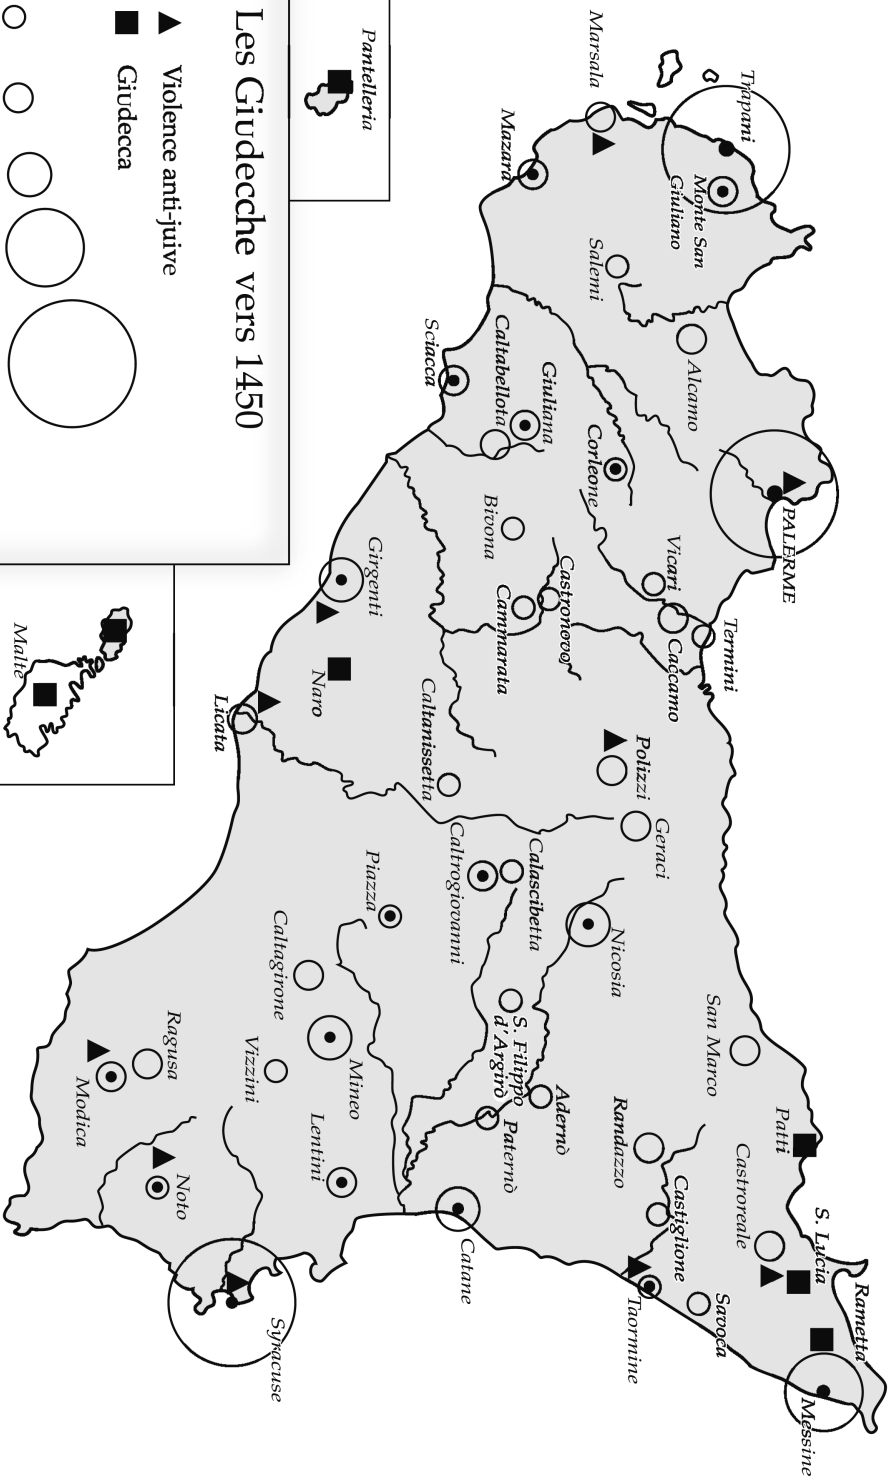 Les Giudecche vers 1450
Violence anti-juive
Giudecca
Pantelleria
Malte
Trapani
Monte San
Giuliano
Marsala
Mazara
Salemi
Alcamo
PALERME
Corleone
Giuliana
Caltabellota
Sciacca
Bivona
Vicari
Termini
Caccamo
Castronovo
Cammarata
Girgenti
Naro
Licata
Caltanissetta
Polizzi
Geraci
Calascibetta
Caltrogiovanni
Piazza
Nicosia
San Marco
Patti
Castroreale
S. Lucia
Rametta
Messine
Savoca
Taormine
Castiglione
Randazzo
Adernò
Paternò
S. Filippo
d'Argirò
Catane
Caltagirone
Mineo
Vizzini
Lentini
Ragusa
Modica
Noto
Syracuse